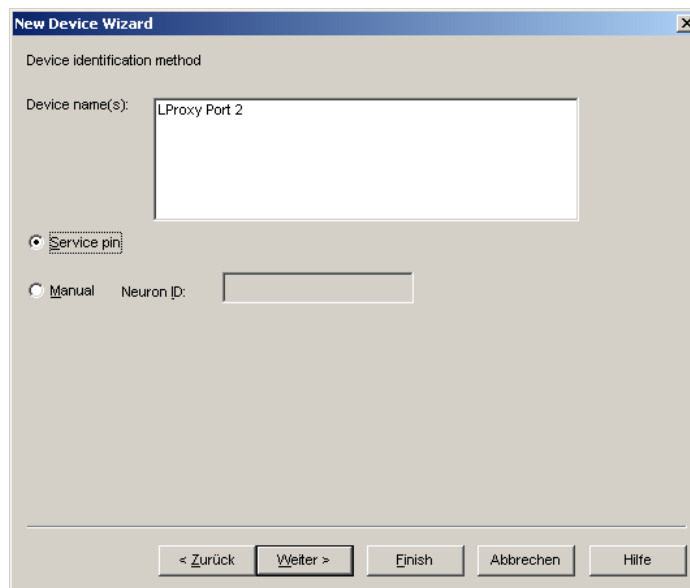 New Device Wizard
Device identification method
Device name(s): LProxy Port 2
Service pin
Manual Neuron ID:
< Zurück Weiter > Finish Abbrechen Hilfe